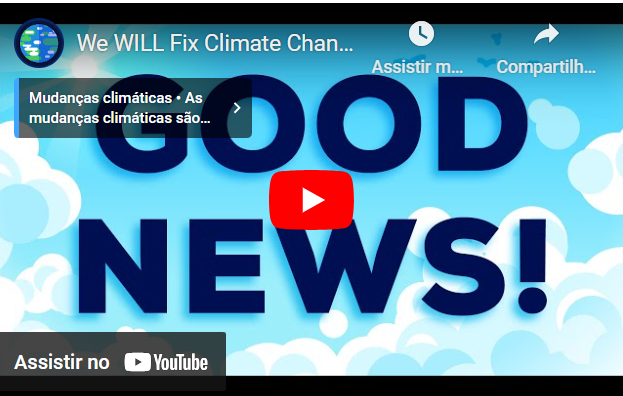 We WILL Fix Climate Chan...
Assistir m...
Compartilh...
Mudanças climáticas • As
mudanças climáticas são...
GOOD
NEWS!
Assistir no YouTube